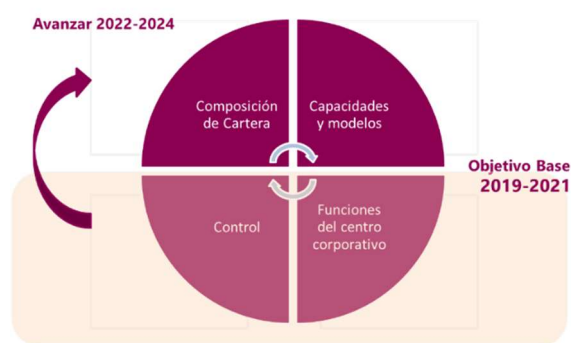 Avanzar 2022-2024
Composición
de Cartera
Capacidades
y modelos
Objetivo Base
2019-2021
Control
Funciones
del centro
corporativo